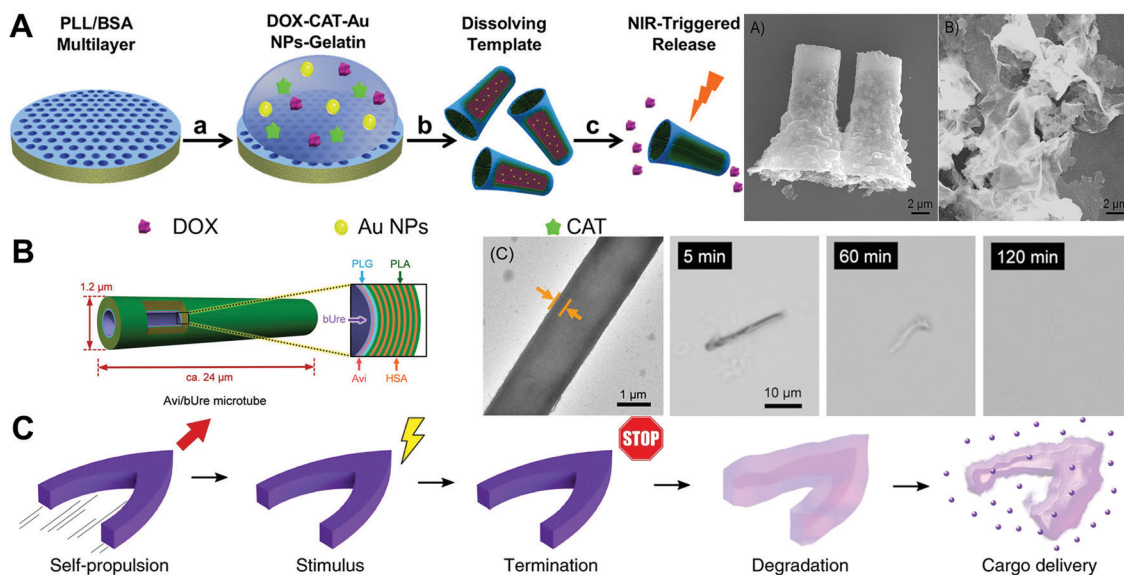 A
PLL/BSA
Multilayer
a
DOX-CAT-Au
NPs-Gelatin
b
Dissolving
Template
c
NIR-Triggered
Release
A)
2 μm
B)
2 μm
DOX
Au NPs
CAT
B
1.2 μm
ca. 24 μm
Avi/bUre microtube
PLG
PLA
bUre
Avi
HSA
(C)
1 μm
5 min
10 μm
60 min
120 min
C
STOP
Self-propulsion
Stimulus
Termination
Degradation
Cargo delivery